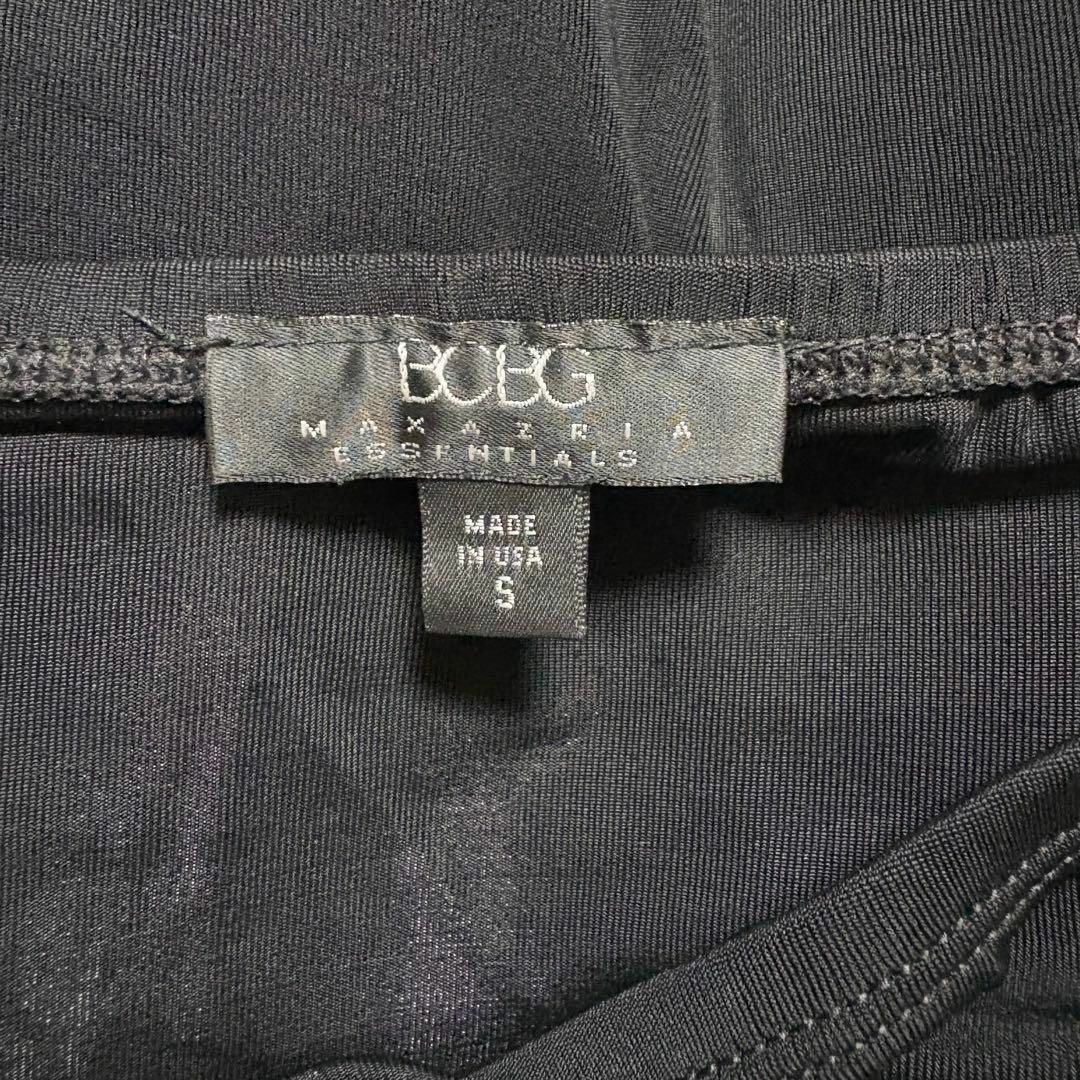 BCBG
MAXAZRIA
ESSENTIALS
MADE
IN USA
S